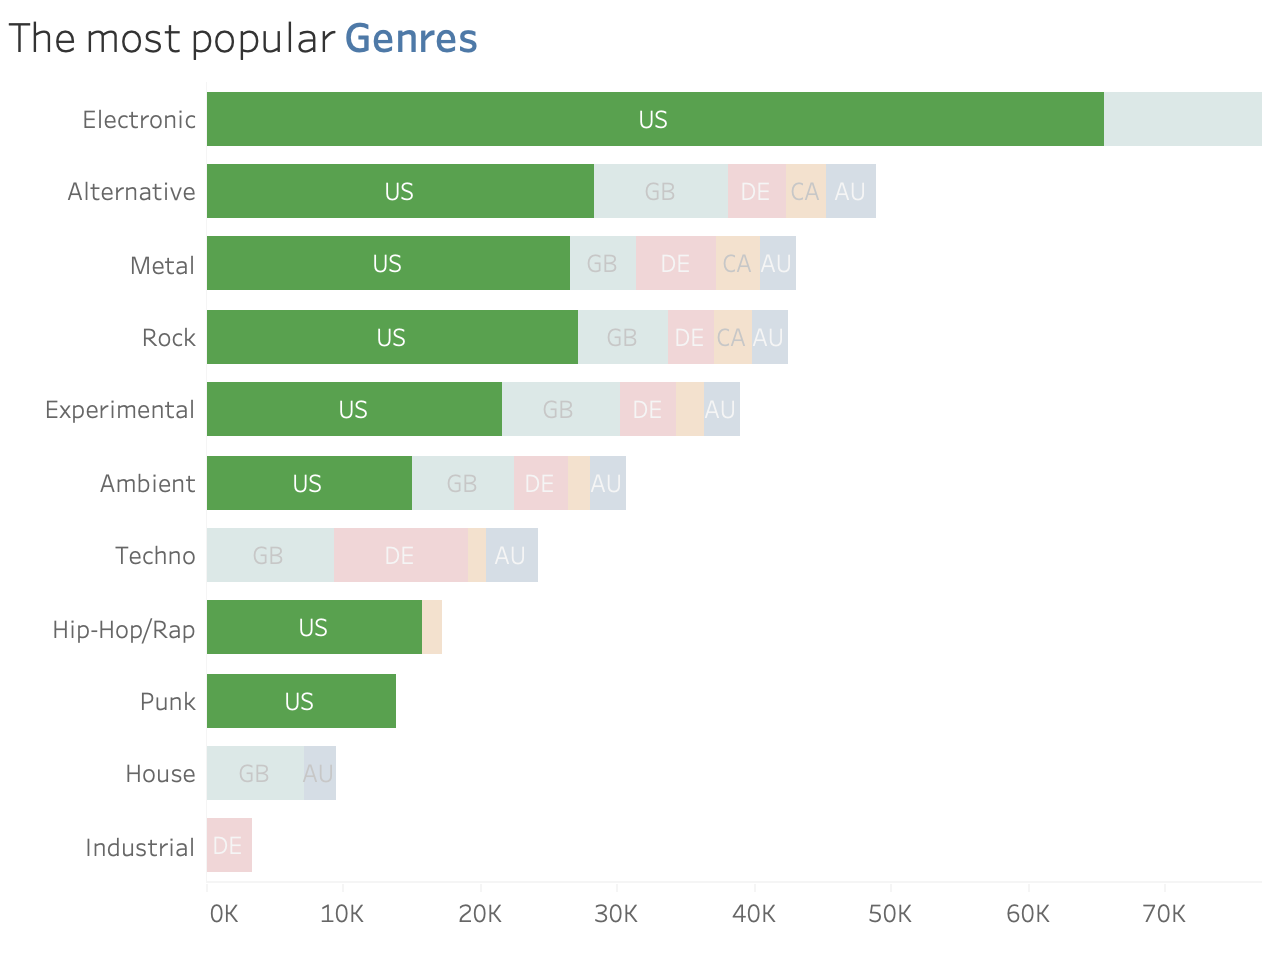 The most popular Genres
Electronic US
Alternative US GB DE CA AU
Metal US GB DE CA AU
Rock US GB DE CA AU
Experimental US GB DE AU
Ambient US GB DE AU
Techno GB DE AU
Hip-Hop/Rap US
Punk US
House GB AU
Industrial DE
0K 10K 20K 30K 40K 50K 60K 70K